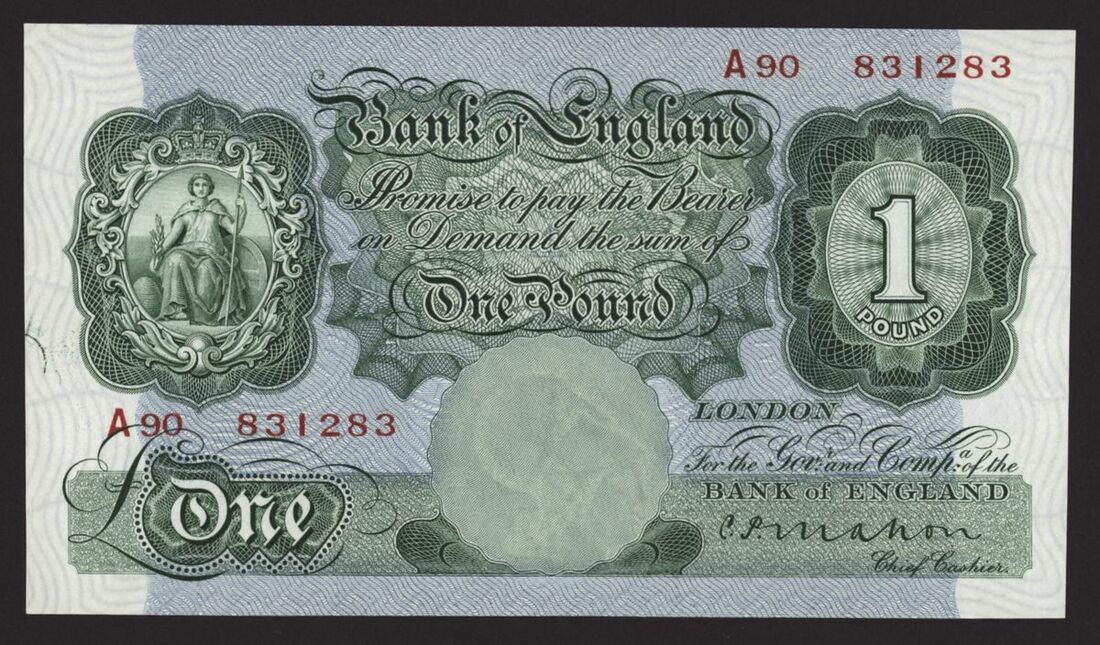 A90 831283
Bank of England
Promise to pay the Bearer
on Demand the sum of
One Pound
1
POUND
A90 831283
LONDON
For the Govr. and Compa. of the
BANK of ENGLAND
£One
C.P. Mahon
Chief Cashier.